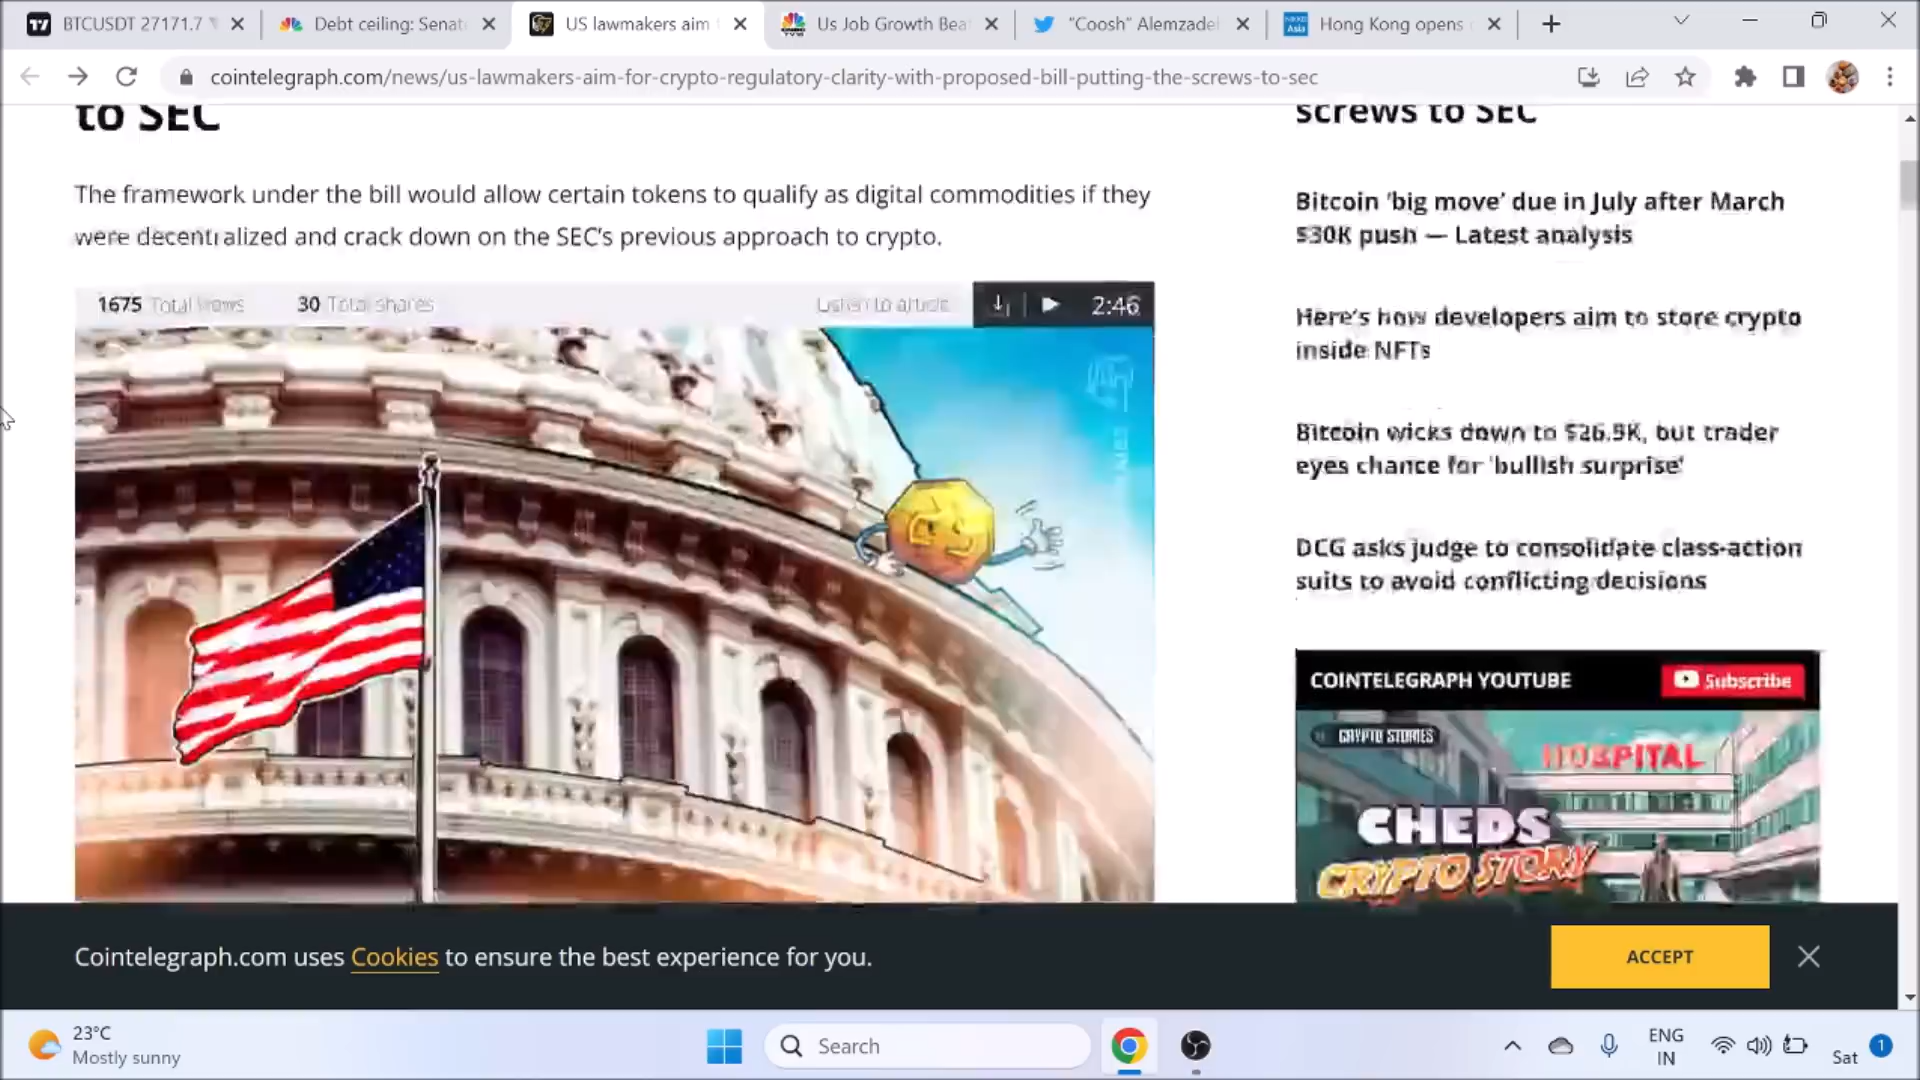 BTCUSDT 27171.7
Debt ceiling: Senat
US lawmakers aim
Us Job Growth Bea
"Coosh" Alemzade
Hong Kong opens
cointelegraph.com/news/us-lawmakers-aim-for-crypto-regulatory-clarity-with-proposed-bill-putting-the-screws-to-sec
to SEC
The framework under the bill would allow certain tokens to qualify as digital commodities if they
were decentralized and crack down on the SEC's previous approach to crypto.
1675 Total views
30 Total shares
Listen to article
2:46
screws to SEC
Bitcoin 'big move' due in July after March
$30K push — Latest analysis
Here's how developers aim to store crypto
inside NFTs
Bitcoin wicks down to $26.5K, but trader
eyes chance for 'bullish surprise'
DCG asks judge to consolidate class-action
suits to avoid conflicting decisions
COINTELEGRAPH YOUTUBE
Subscribe
CRYPTO STORIES
HOSPITAL
CHEDS
CRYPTO STORY
Cointelegraph.com uses Cookies to ensure the best experience for you.
ACCEPT
23°C
Mostly sunny
Search
ENG
IN
Sat
1